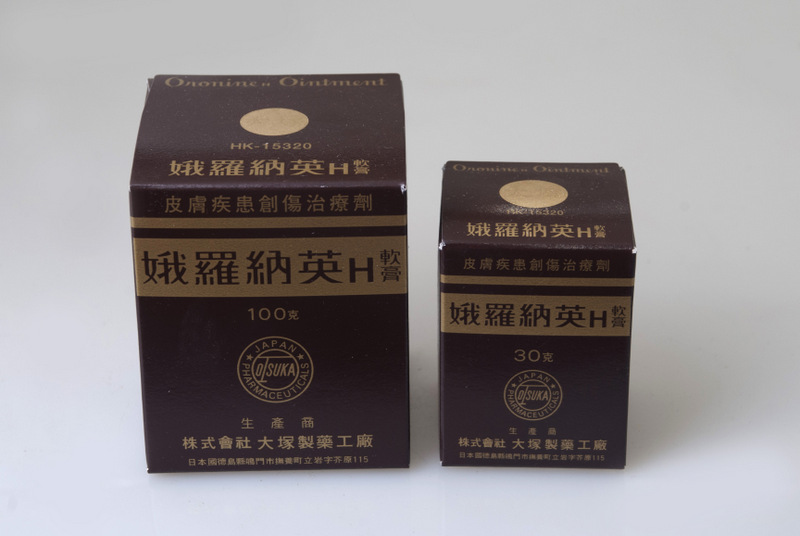 Ononine H Ointment
HK-15320
娥羅納英H軟膏
皮膚疾患創傷治療劑
娥羅納英H軟膏
100克
JAPAN
OTSUKA
PHARMACEUTICALS
生產商
株式會社 大塚製藥工廠
日本國徳島縣鳴門市撫養町立岩字芥原115
Ononine H Ointment
HK-15320
娥羅納英H軟膏
皮膚疾患創傷治療劑
娥羅納英H軟膏
30克
JAPAN
OTSUKA
PHARMACEUTICALS
生產商
株式會社 大塚製藥工廠
日本國徳島縣鳴門市撫養町立岩字芥原115